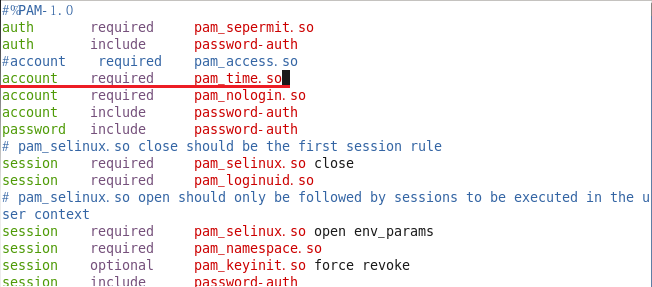 #%PAM-1.0
auth required pam_sepermit.so
auth include password-auth
#account required pam_access.so
account required pam_time.so
account required pam_nologin.so
account include password-auth
password include password-auth
# pam_selinux.so close should be the first session rule
session required pam_selinux.so close
session required pam_loginuid.so
# pam_selinux.so open should only be followed by sessions to be executed in the u
ser context
session required pam_selinux.so open env_params
session required pam_namespace.so
session optional pam_keyinit.so force revoke
session include password-auth